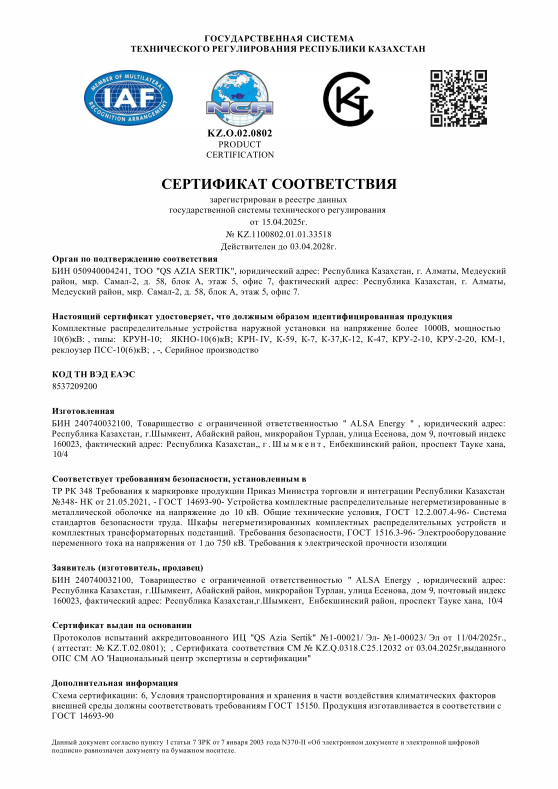 ГОСУДАРСТВЕННАЯ СИСТЕМА
ТЕХНИЧЕСКОГО РЕГУЛИРОВАНИЯ РЕСПУБЛИКИ КАЗАХСТАН
MEMBER OF MULTILATERAL
IAF
RECOGNITION ARRANGEMENT
NCA
KZ.O.02.0802
PRODUCT
CERTIFICATION
СЕРТИФИКАТ СООТВЕТСТВИЯ
зарегистрирован в реестре данных
государственной системы технического регулирования
от 15.04.2025г.
№ KZ.1100802.01.01.33518
Действителен до 03.04.2028г.
Орган по подтверждению соответствия
БИН 050940004241, ТОО "QS AZIA SERTIK", юридический адрес: Республика Казахстан, г. Алматы, Медеуский
район, мкр. Самал-2, д. 58, блок А, этаж 5, офис 7, фактический адрес: Республика Казахстан, г. Алматы,
Медеуский район, мкр. Самал-2, д. 58, блок А, этаж 5, офис 7.
Настоящий сертификат удостоверяет, что должным образом идентифицированная продукция
Комплектные распределительные устройства наружной установки на напряжение более 1000В, мощностью
10(6)кВ: , типы: КРУН-10; ЯКНО-10(6)кВ; КРН- IV, К-59, К-7, К-37,К-12, К-47, КРУ-2-10, КРУ-2-20, КМ-1,
реклоузер ПСС-10(6)кВ; , -, Серийное производство
КОД ТН ВЭД ЕАЭС
8537209200
Изготовленная
БИН 240740032100, Товарищество с ограниченной ответственностью " ALSA Energy " , юридический адрес:
Республика Казахстан, г.Шымкент, Абайский район, микрорайон Турлан, улица Есенова, дом 9, почтовый индекс
160023, фактический адрес: Республика Казахстан,, г . Ш ы м к е н т , Енбекшинский район, проспект Тауке хана,
10/4
Соответствует требованиям безопасности, установленным в
ТР РК 348 Требования к маркировке продукции Приказ Министра торговли и интеграции Республики Казахстан
№348- НК от 21.05.2021, - ГОСТ 14693-90- Устройства комплектные распределительные негерметизированные в
металлической оболочке на напряжение до 10 кВ. Общие технические условия, ГОСТ 12.2.007.4-96- Система
стандартов безопасности труда. Шкафы негерметизированных комплектных распределительных устройств и
комплектных трансформаторных подстанций. Требования безопасности, ГОСТ 1516.3-96- Электрооборудование
переменного тока на напряжения от 1 до 750 кВ. Требования к электрической прочности изоляции
Заявитель (изготовитель, продавец)
БИН 240740032100, Товарищество с ограниченной ответственностью " ALSA Energy , юридический адрес:
Республика Казахстан, г.Шымкент, Абайский район, микрорайон Турлан, улица Есенова, дом 9, почтовый индекс
160023, фактический адрес: Республика Казахстан,г.Шымкент, Енбекшинский район, проспект Тауке хана, 10/4
Сертификат выдан на основании
Протоколов испытаний аккредитовоанного ИЦ "QS Azia Sertik" №1-00021/ Эл- №1-00023/ Эл от 11/04/2025г.,
( аттестат: № KZ.T.02.0801); , Сертификата соответствия СМ № KZ.Q.0318.C25.12032 от 03.04.2025г,выданного
ОПС СМ АО 'Национальный центр экспертизы и сертификации"
Дополнительная информация
Схема сертификации: 6, Условия транспортирования и хранения в части воздействия климатических факторов
внешней среды должны соответствовать требованиям ГОСТ 15150. Продукция изготавливается в соответствии с
ГОСТ 14693-90
Данный документ согласно пункту 1 статьи 7 ЗРК от 7 января 2003 года N370-II «Об электронном документе и электронной цифровой
подписи» равнозначен документу на бумажном носителе.